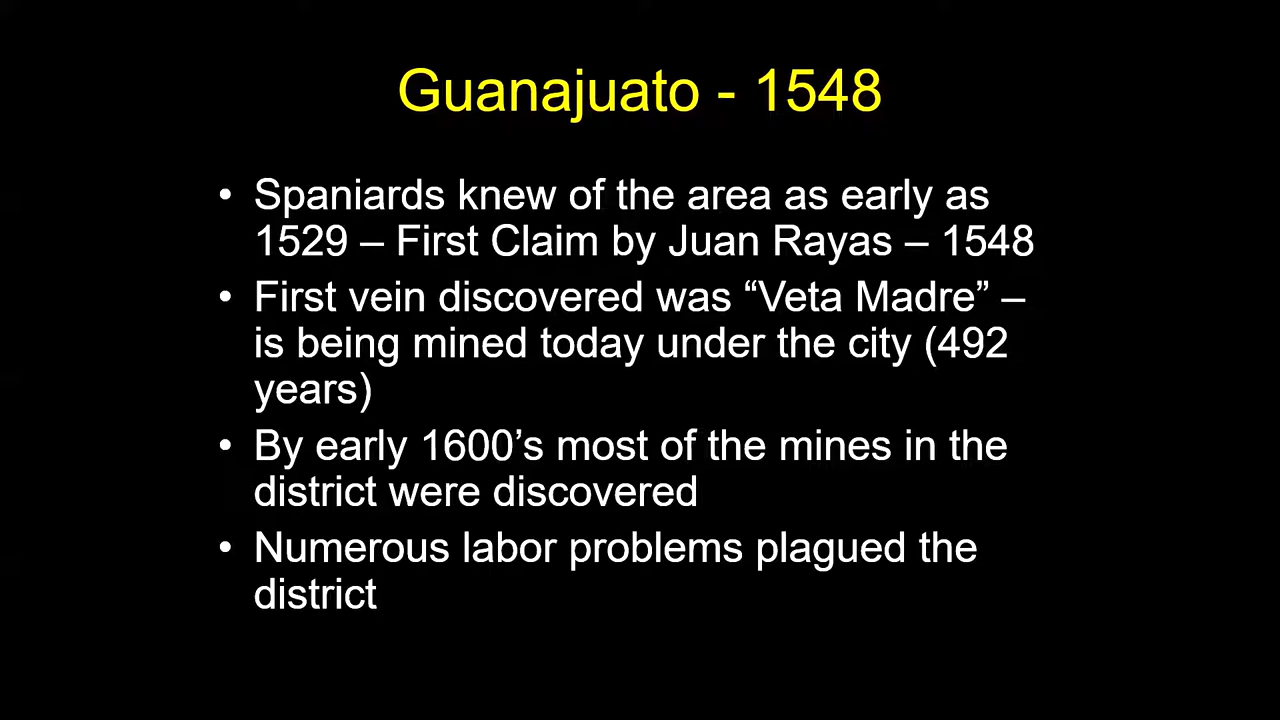 Guanajuato - 1548
• Spaniards knew of the area as early as
1529 – First Claim by Juan Rayas – 1548
• First vein discovered was “Veta Madre” –
is being mined today under the city (492
years)
• By early 1600’s most of the mines in the
district were discovered
• Numerous labor problems plagued the
district